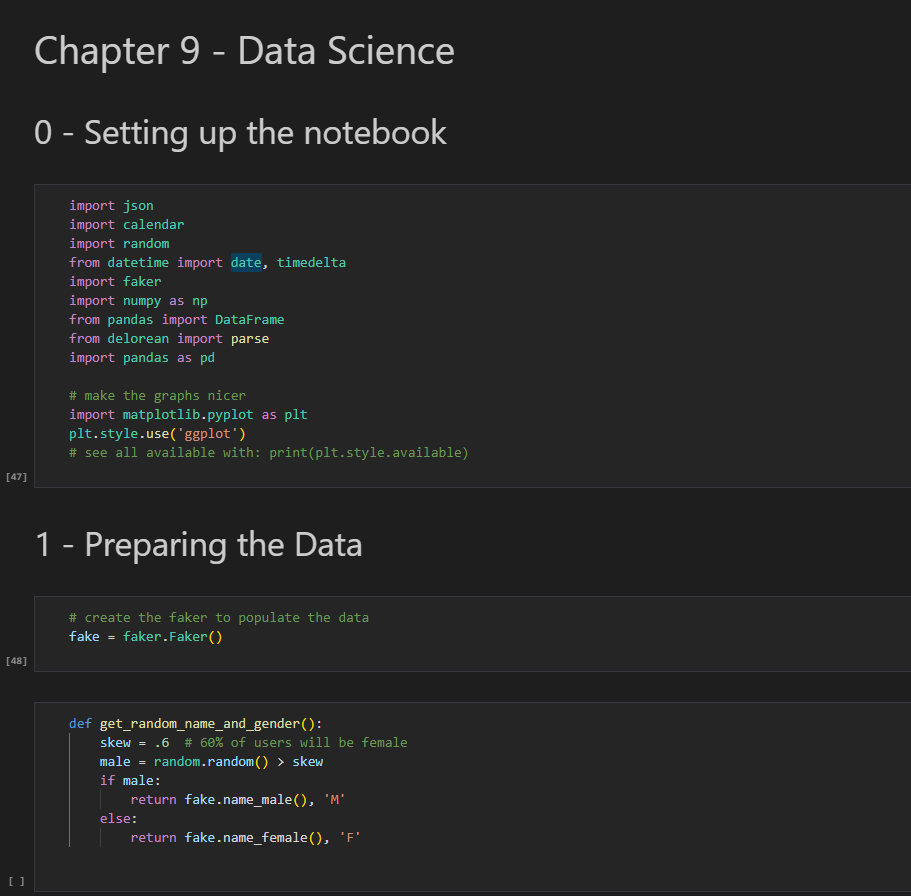 Chapter 9 - Data Science
0 - Setting up the notebook
import json
import calendar
import random
from datetime import date, timedelta
import faker
import numpy as np
from pandas import DataFrame
from delorean import parse
import pandas as pd
# make the graphs nicer
import matplotlib.pyplot as plt
plt.style.use('ggplot')
# see all available with: print(plt.style.available)
[47]
1 - Preparing the Data
# create the faker to populate the data
fake = faker.Faker()
[48]
def get_random_name_and_gender():
    skew = .6  # 60% of users will be female
    male = random.random() > skew
    if male:
        return fake.name_male(), 'M'
    else:
        return fake.name_female(), 'F'
[ ]